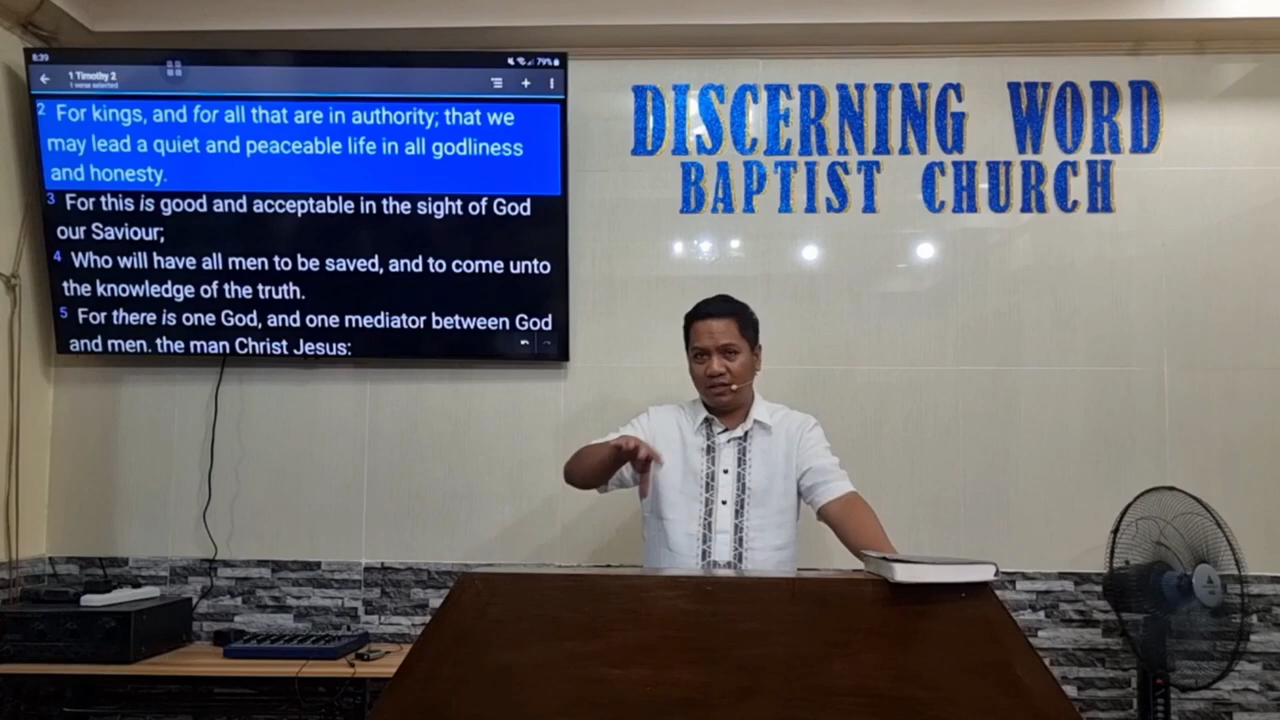 8:39
79%
1 Timothy 2
1 verse selected
2 For kings, and for all that are in authority; that we
may lead a quiet and peaceable life in all godliness
and honesty.
3 For this is good and acceptable in the sight of God
our Saviour;
4 Who will have all men to be saved, and to come unto
the knowledge of the truth.
5 For there is one God, and one mediator between God
and men, the man Christ Jesus:
DISCERNING WORD
BAPTIST CHURCH